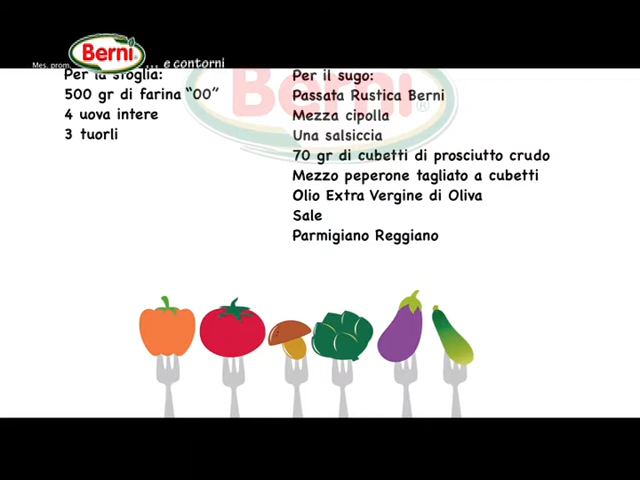 Mes. prom.
Berni
... e contorni
Per la sfoglia:
500 gr di farina “00”
4 uova intere
3 tuorli
Per il sugo:
Passata Rustica Berni
Mezza cipolla
Una salsiccia
70 gr di cubetti di prosciutto crudo
Mezzo peperone tagliato a cubetti
Olio Extra Vergine di Oliva
Sale
Parmigiano Reggiano
Berni